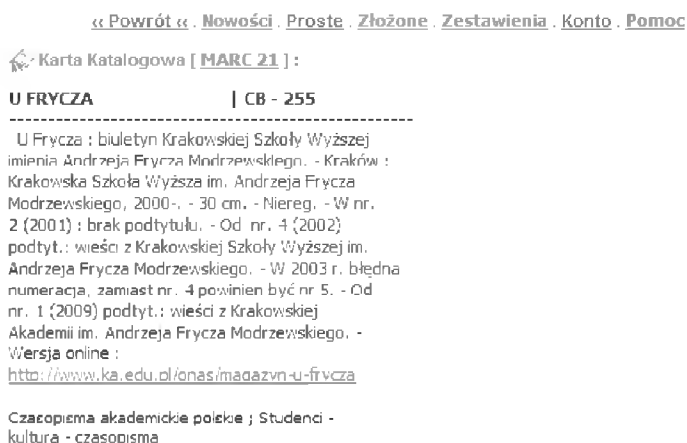 ‹‹ Powrót ‹‹ . Nowości . Proste . Złożone . Zestawienia . Konto . Pomoc
Karta Katalogowa [ MARC 21 ] :
U FRYCZA | CB - 255
----------------------------------------------------
U Frycza : biuletyn Krakowskiej Szkoły Wyższej
imienia Andrzeja Frycza Modrzewskiego. - Kraków :
Krakowska Szkoła Wyższa im. Andrzeja Frycza
Modrzewskiego, 2000-. - 30 cm. - Niereg. - W nr.
2 (2001) : brak podtytułu. - Od nr. 4 (2002)
podtyt.: wieści z Krakowskiej Szkoły Wyższej im.
Andrzeja Frycza Modrzewskiego. - W 2003 r. błędna
numeracja, zamiast nr. 4 powinien być nr 5. - Od
nr. 1 (2009) podtyt.: wieści z Krakowskiej
Akademii im. Andrzeja Frycza Modrzewskiego. -
Wersja online :
http://www.ka.edu.pl/onas/magazyn-u-frycza
Czasopisma akademickie polskie ; Studenci -
kultura - czasopisma